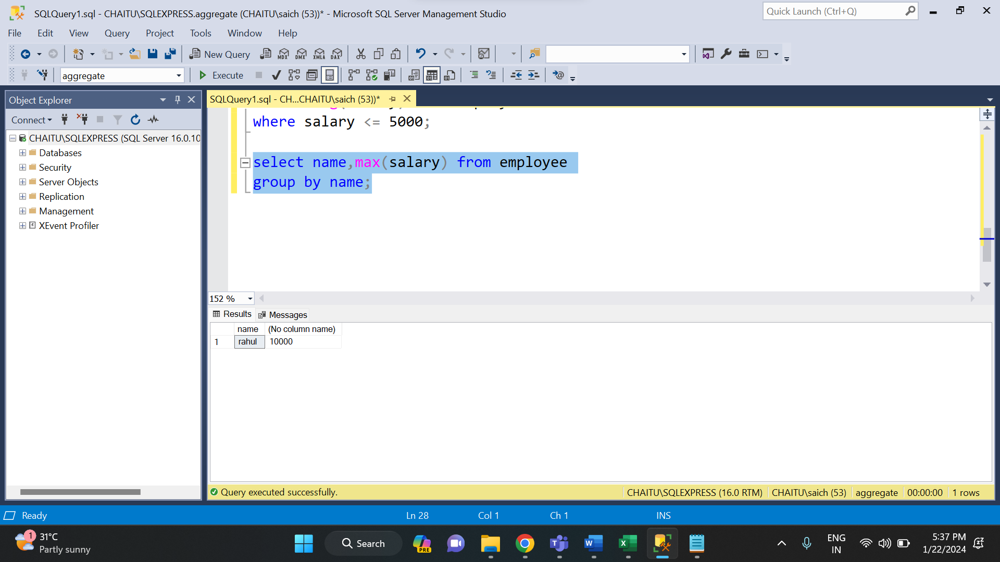 SQLQuery1.sql - CHAITU\SQLEXPRESS.aggregate (CHAITU\saich (53))* - Microsoft SQL Server Management Studio
Quick Launch (Ctrl+Q)
File Edit View Query Project Tools Window Help
New Query
MDX DMX XMLA DAX
aggregate
Execute
Object Explorer
SQLQuery1.sql - CH...CHAITU\saich (53))*
Connect
CHAITU\SQLEXPRESS (SQL Server 16.0.10
Databases
Security
Server Objects
Replication
Management
XEvent Profiler
where salary <= 5000;
select name,max(salary) from employee
group by name;
152 %
Results Messages
name (No column name)
1 rahul 10000
Query executed successfully.
CHAITU\SQLEXPRESS (16.0 RTM) CHAITU\saich (53) aggregate 00:00:00 1 rows
Ready Ln 28 Col 1 Ch 1 INS
1 31°C
Partly sunny
Search
PRE
ENG
IN
5:37 PM
1/22/2024